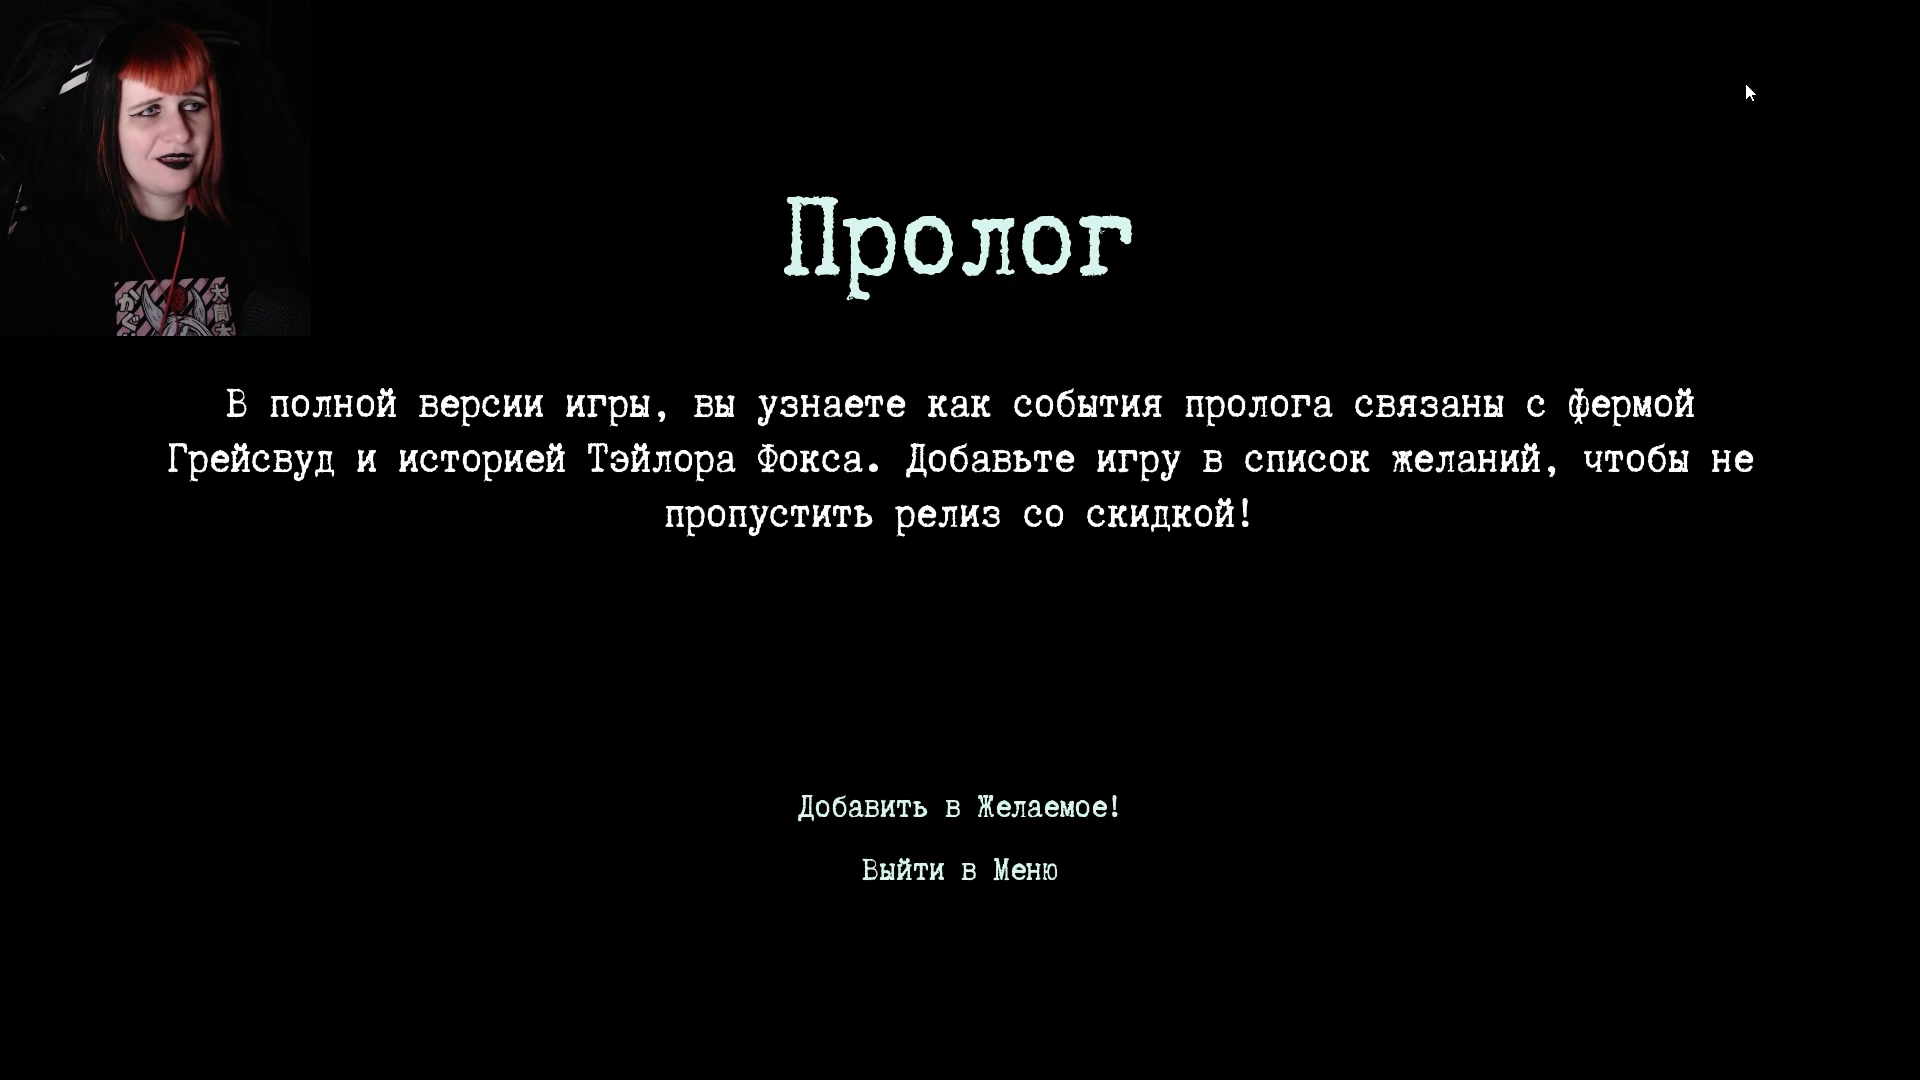 Пролог
В полной версии игры, вы узнаете как события пролога связаны с фермой
Грейсвуд и историей Тэйлора Фокса. Добавьте игру в список желаний, чтобы не
пропустить релиз со скидкой!
Добавить в Желаемое!
Выйти в Меню